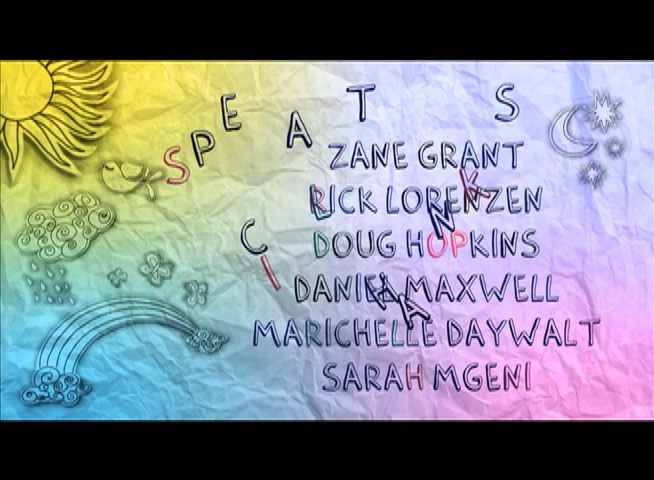 S P E A T S
ZANE GRANT
RICK LORENZEN
C DOUG HOPKINS
I DANIEL MAXWELL
MARICHELLE DAYWALT
SARAH MGENI